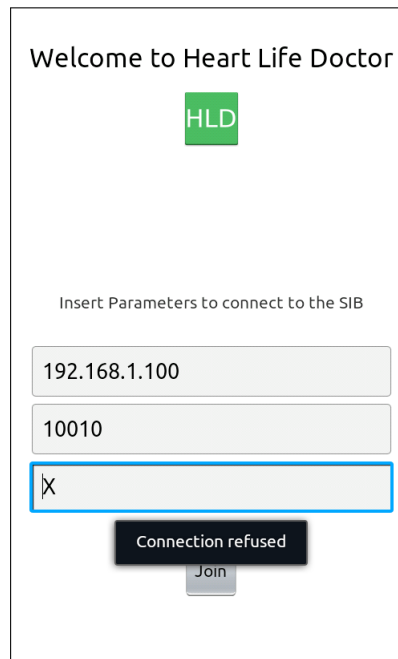 Welcome to Heart Life Doctor
HLD
Insert Parameters to connect to the SIB
192.168.1.100
10010
X
Connection refused
Join